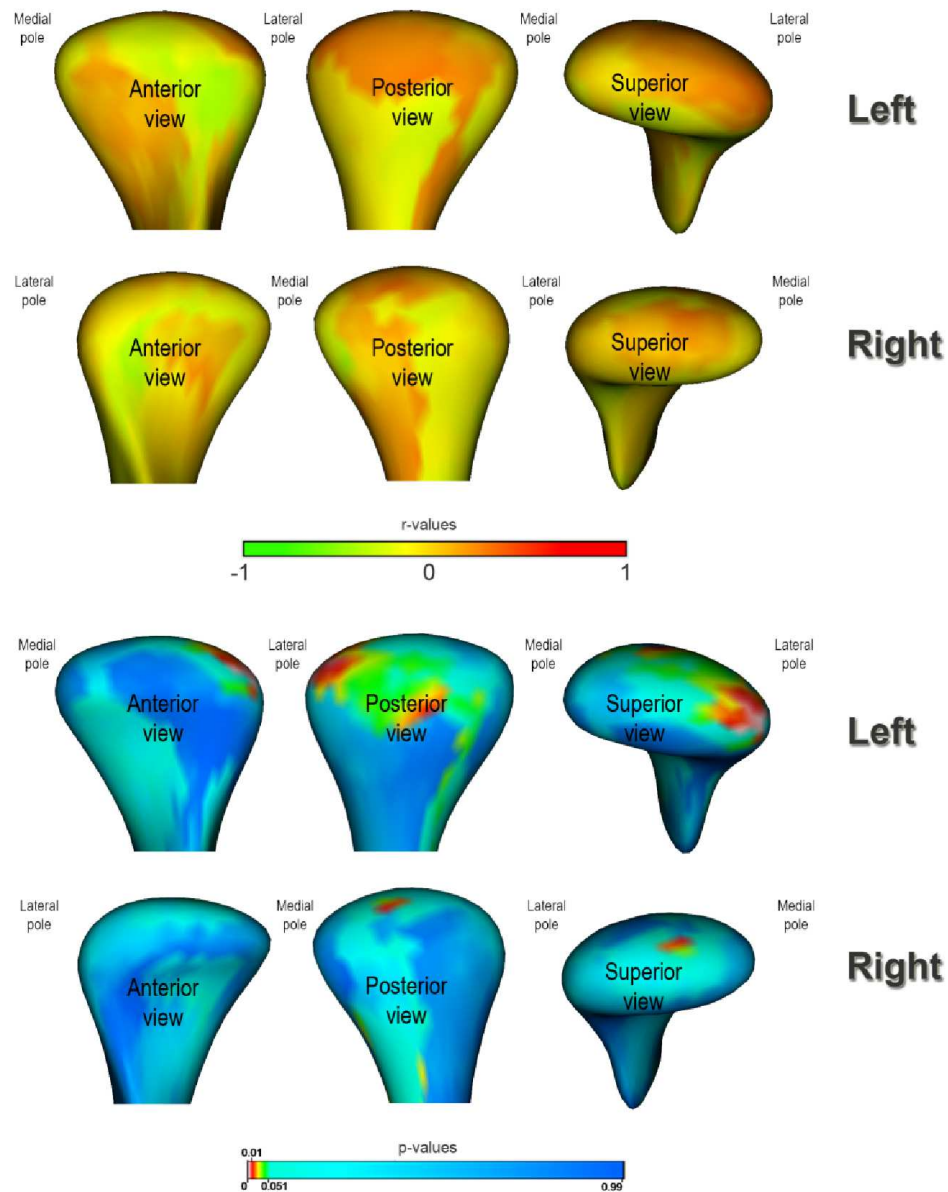 Medial pole
Lateral pole
Medial pole
Lateral pole
Anterior view
Posterior view
Superior view
Left
Lateral pole
Medial pole
Lateral pole
Medial pole
Anterior view
Posterior view
Superior view
Right
r-values
-1
0
1
Medial pole
Lateral pole
Medial pole
Lateral pole
Anterior view
Posterior view
Superior view
Left
Lateral pole
Medial pole
Lateral pole
Medial pole
Anterior view
Posterior view
Superior view
Right
p-values
0.01
0
0.051
0.99